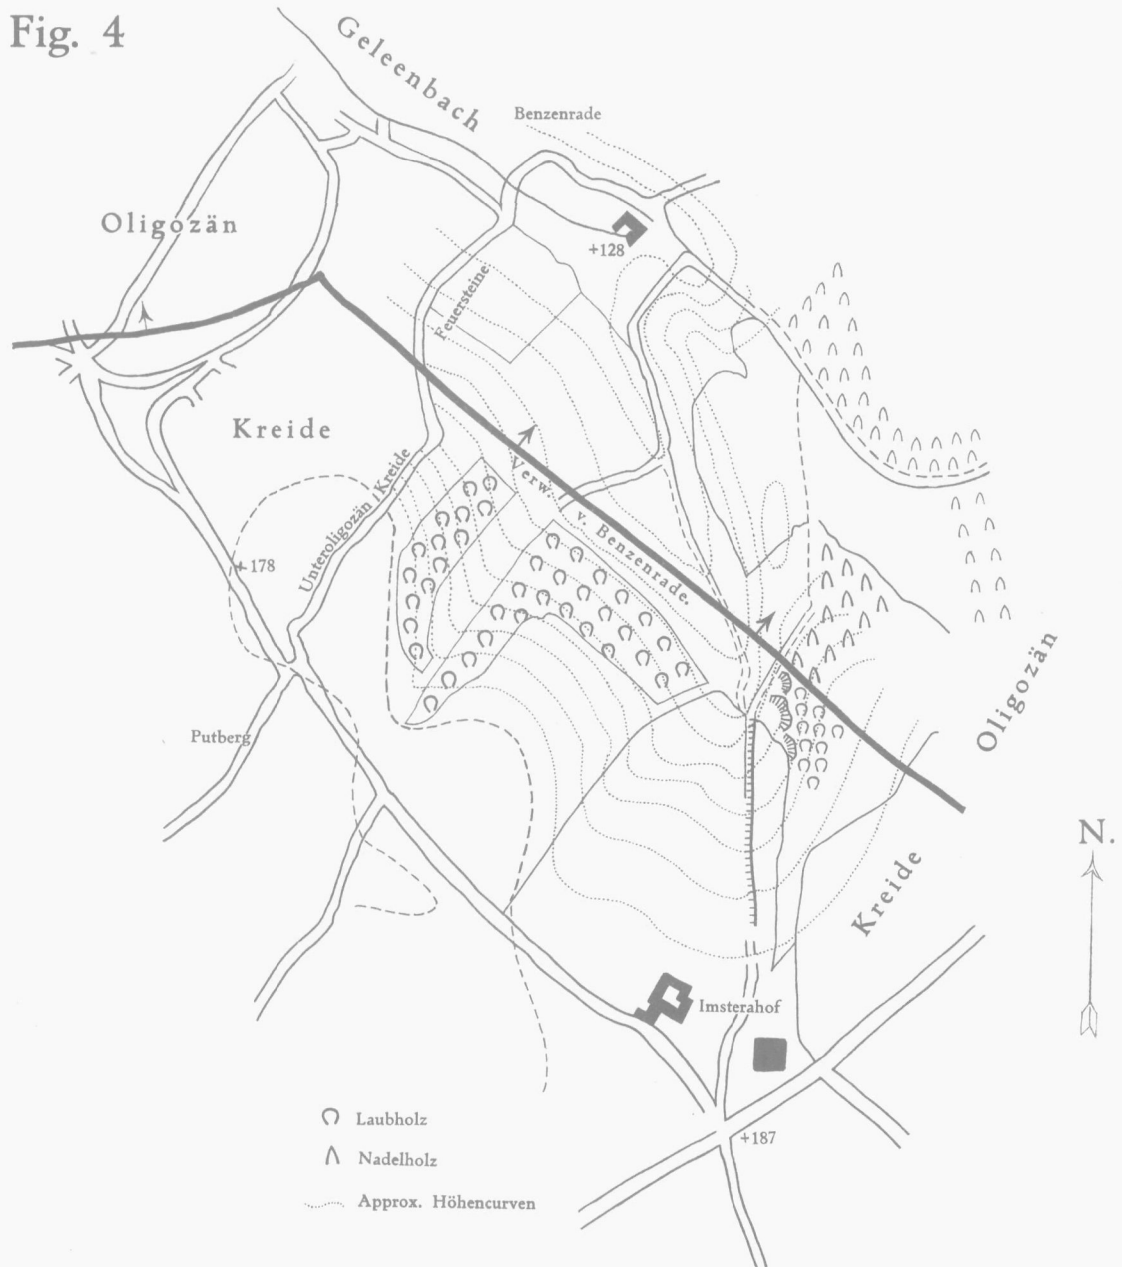 Fig. 4
Geleenbach
Benzenrade
Oligozän
+128
Feuersteine
Kreide
Verw. v. Benzenrade.
Unteroligozän
Kreide
+178
Oligozän
Putberg
N.
Kreide
Imsterahof
Laubholz
+187
Nadelholz
Approx. Höhencurven